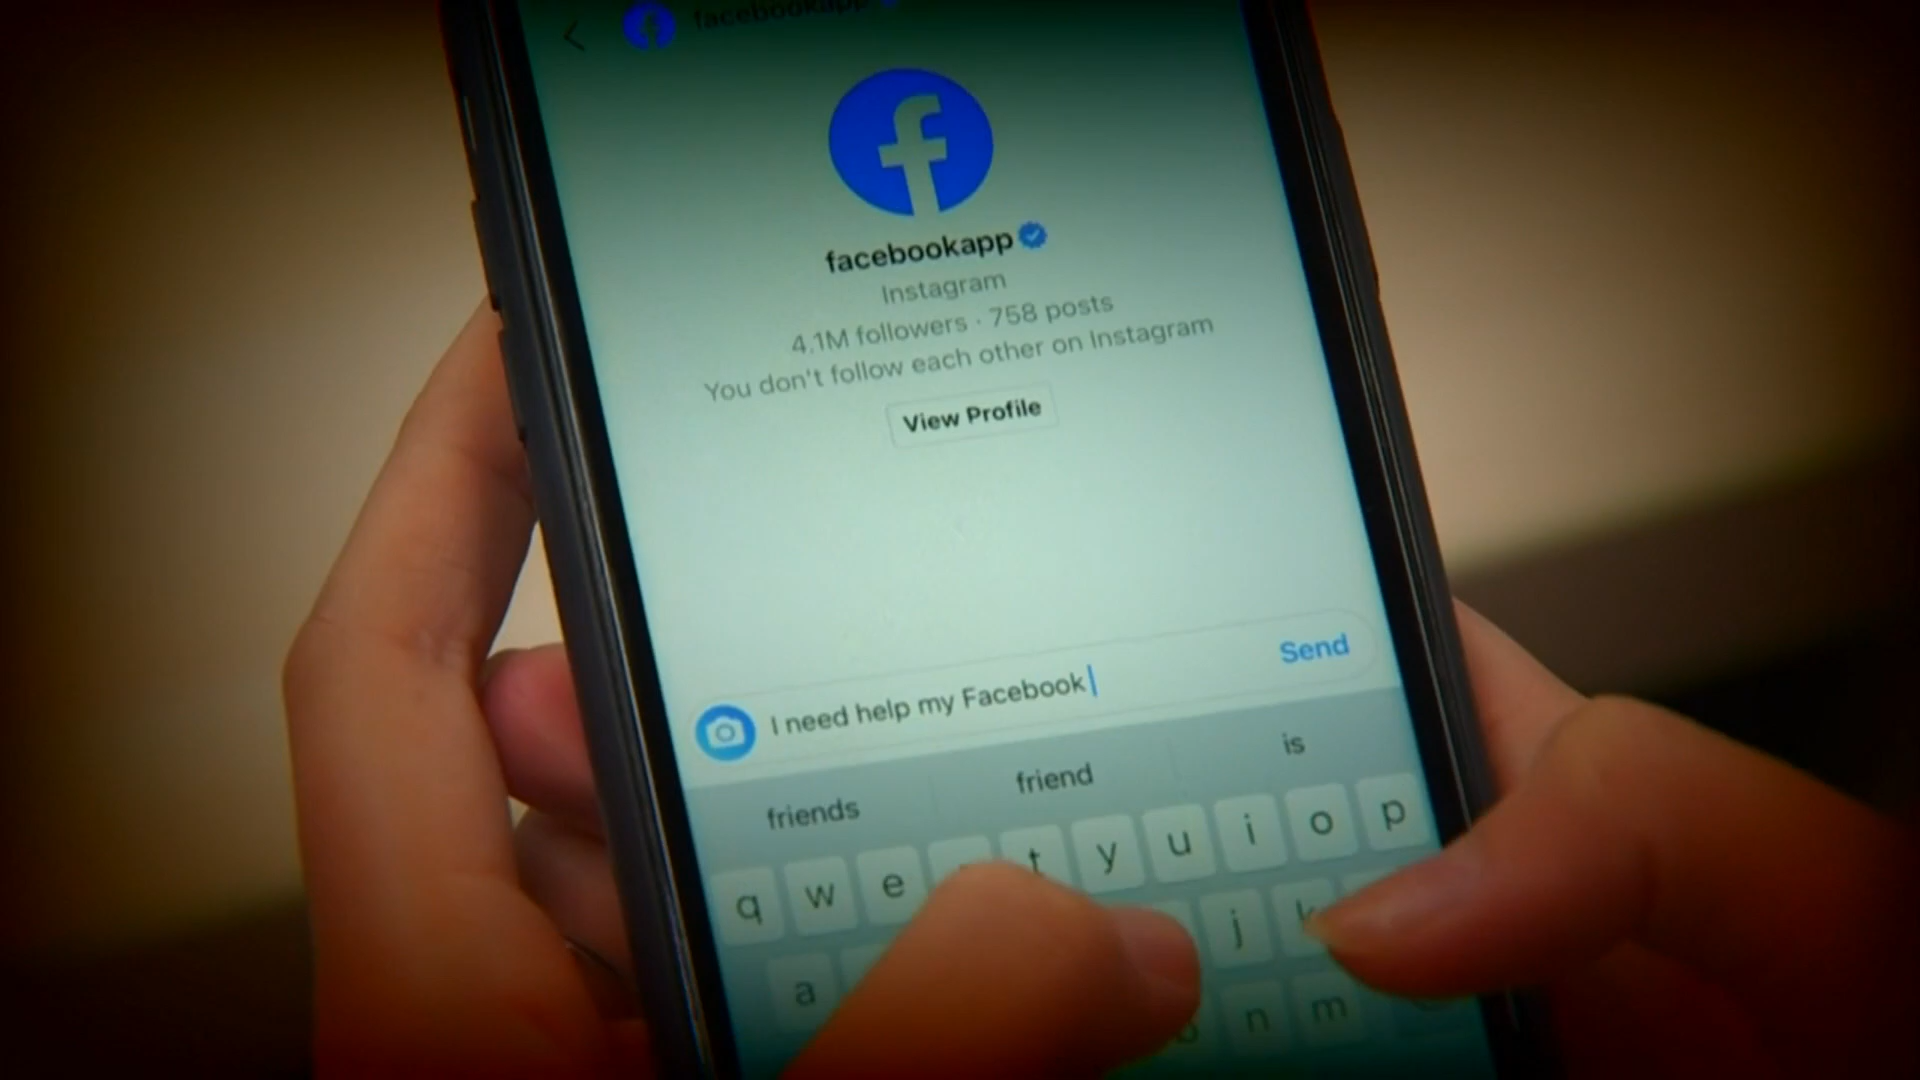 facebookapp
facebookapp
Instagram
4.1M followers · 758 posts
You don't follow each other on Instagram
View Profile
I need help my Facebook
Send
friends friend is
q w e t y u i o p
a j k
n m